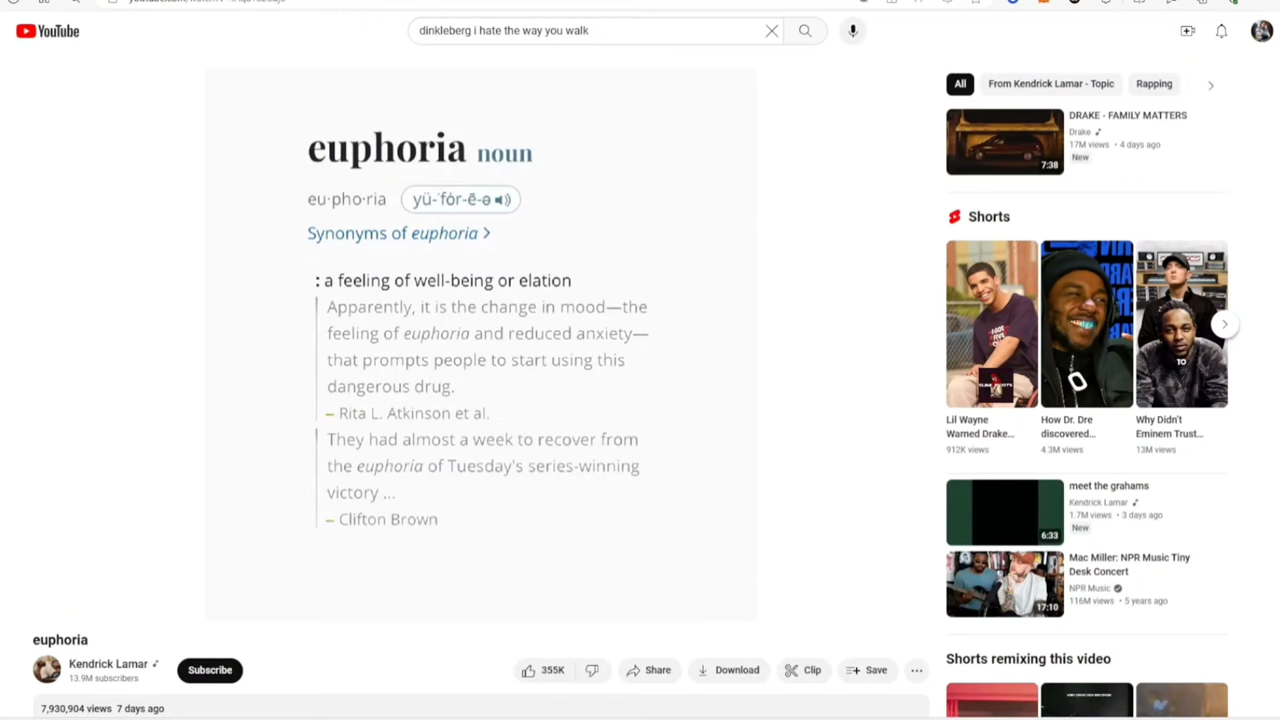 YouTube
dinkleberg i hate the way you walk
euphoria noun
eu·pho·ria yü-ˈfȯr-ē-ə
Synonyms of euphoria
: a feeling of well-being or elation
Apparently, it is the change in mood—the
feeling of euphoria and reduced anxiety—
that prompts people to start using this
dangerous drug.
– Rita L. Atkinson et al.
They had almost a week to recover from
the euphoria of Tuesday's series-winning
victory ...
– Clifton Brown
euphoria
Kendrick Lamar
13.9M subscribers
Subscribe
355K
Share
Download
Clip
Save
7,930,904 views 7 days ago
All
From Kendrick Lamar - Topic
Rapping
DRAKE - FAMILY MATTERS
Drake
17M views • 4 days ago
New
7:38
Shorts
Lil Wayne
Warned Drake...
912K views
How Dr. Dre
discovered...
4.3M views
Why Didn't
Eminem Trust...
13M views
meet the grahams
Kendrick Lamar
1.7M views • 3 days ago
New
6:33
Mac Miller: NPR Music Tiny
Desk Concert
NPR Music
116M views • 5 years ago
17:10
Shorts remixing this video